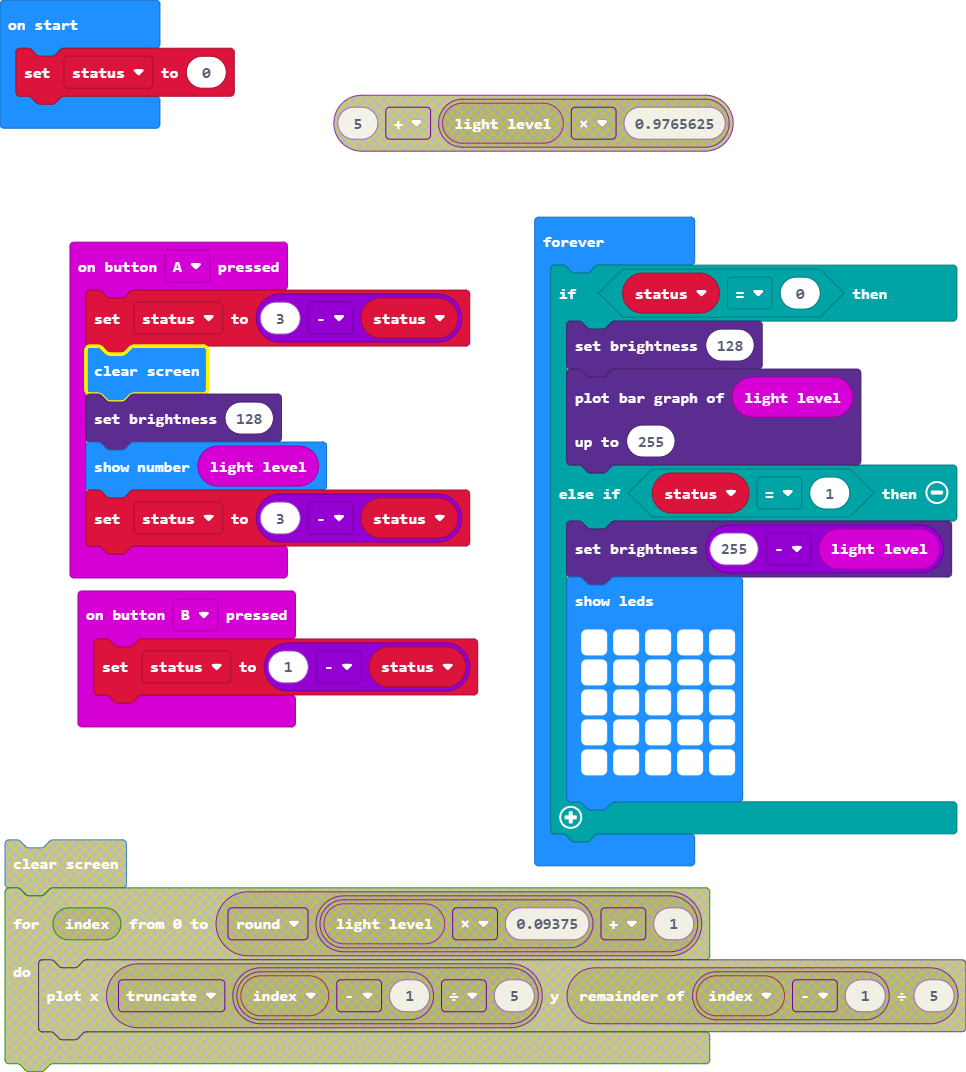 on start
set status to 0
5 + light level × 0.9765625
on button A pressed
set status to 3 - status
clear screen
set brightness 128
show number light level
set status to 3 - status
on button B pressed
set status to 1 - status
forever
if status = 0 then
set brightness 128
plot bar graph of light level
up to 255
else if status = 1 then
set brightness 255 - light level
show leds
clear screen
for index from 0 to round light level × 0.09375 + 1
do
plot x truncate index - 1 ÷ 5 y remainder of index - 1 ÷ 5